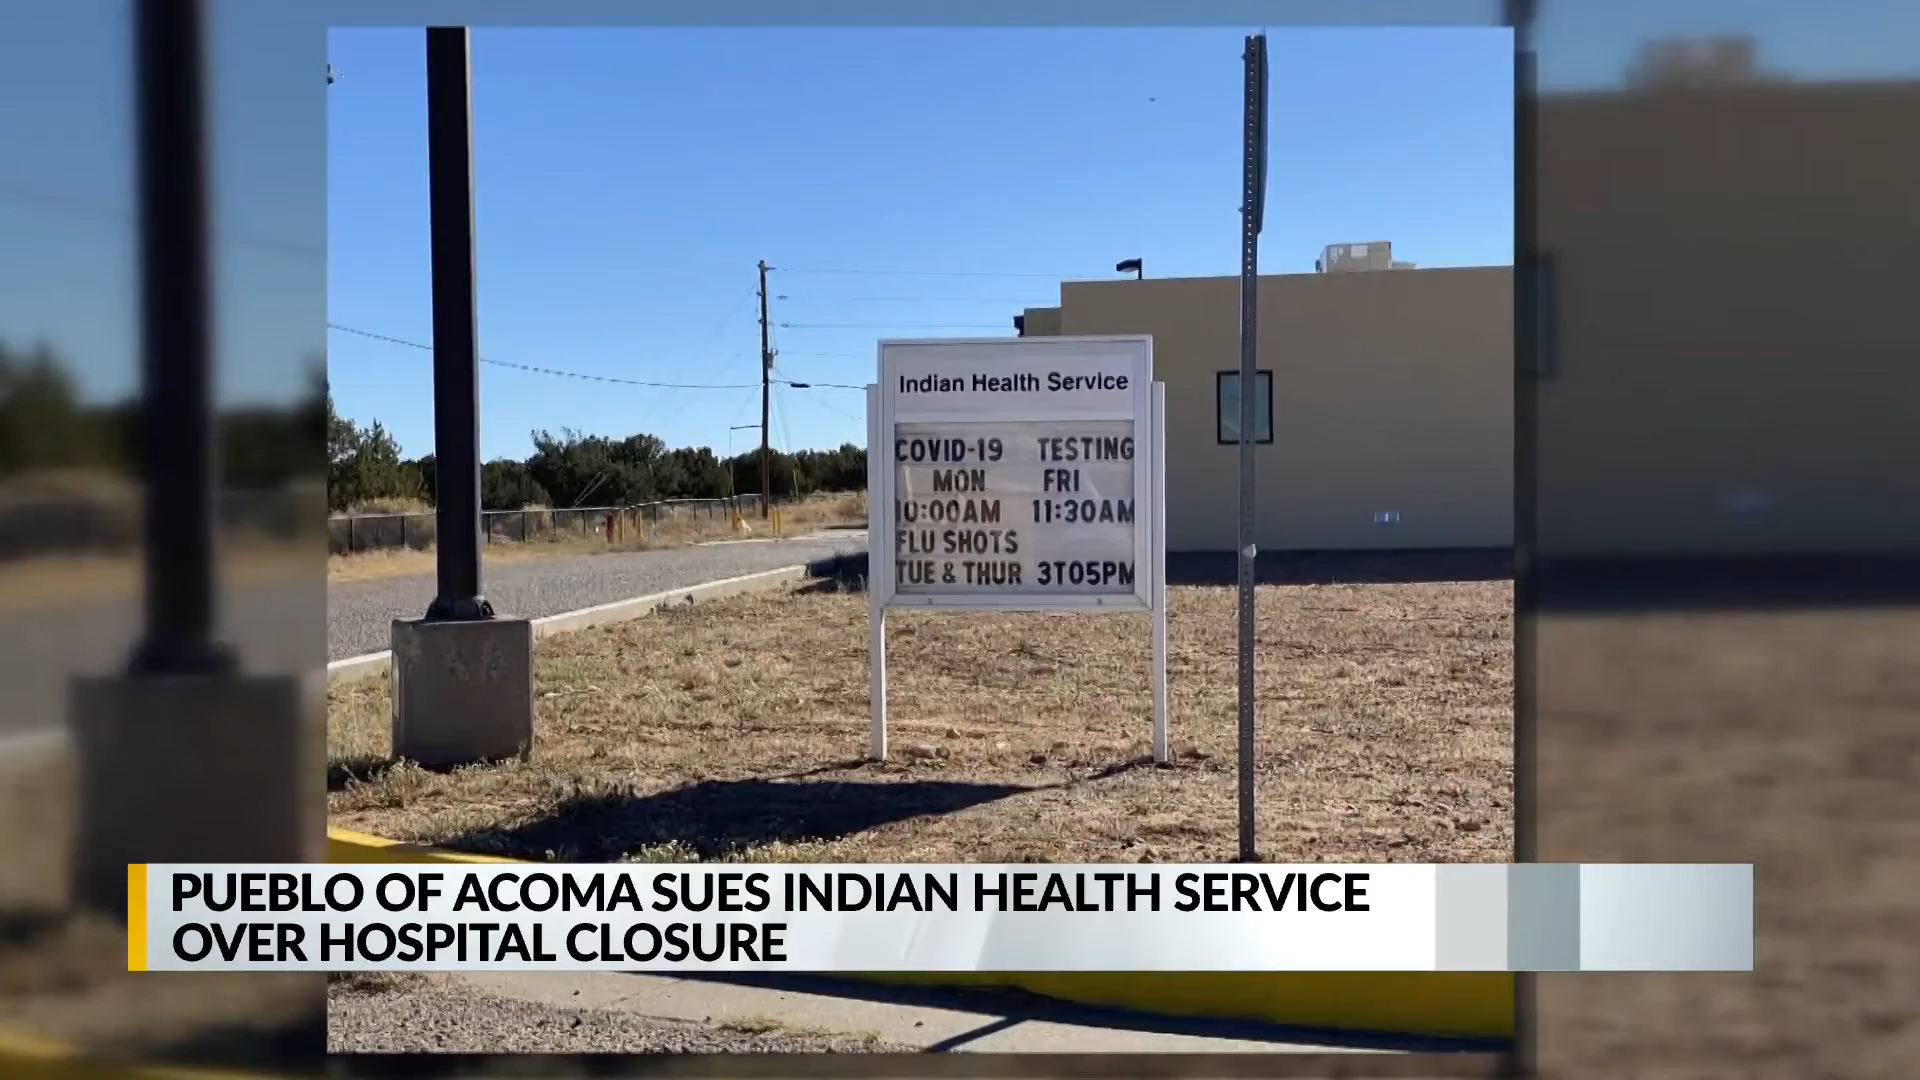 Indian Health Service
COVID-19 TESTING
MON FRI
10:00AM 11:30AM
FLU SHOTS
TUE & THUR 3TO5PM
PUEBLO OF ACOMA SUES INDIAN HEALTH SERVICE
OVER HOSPITAL CLOSURE